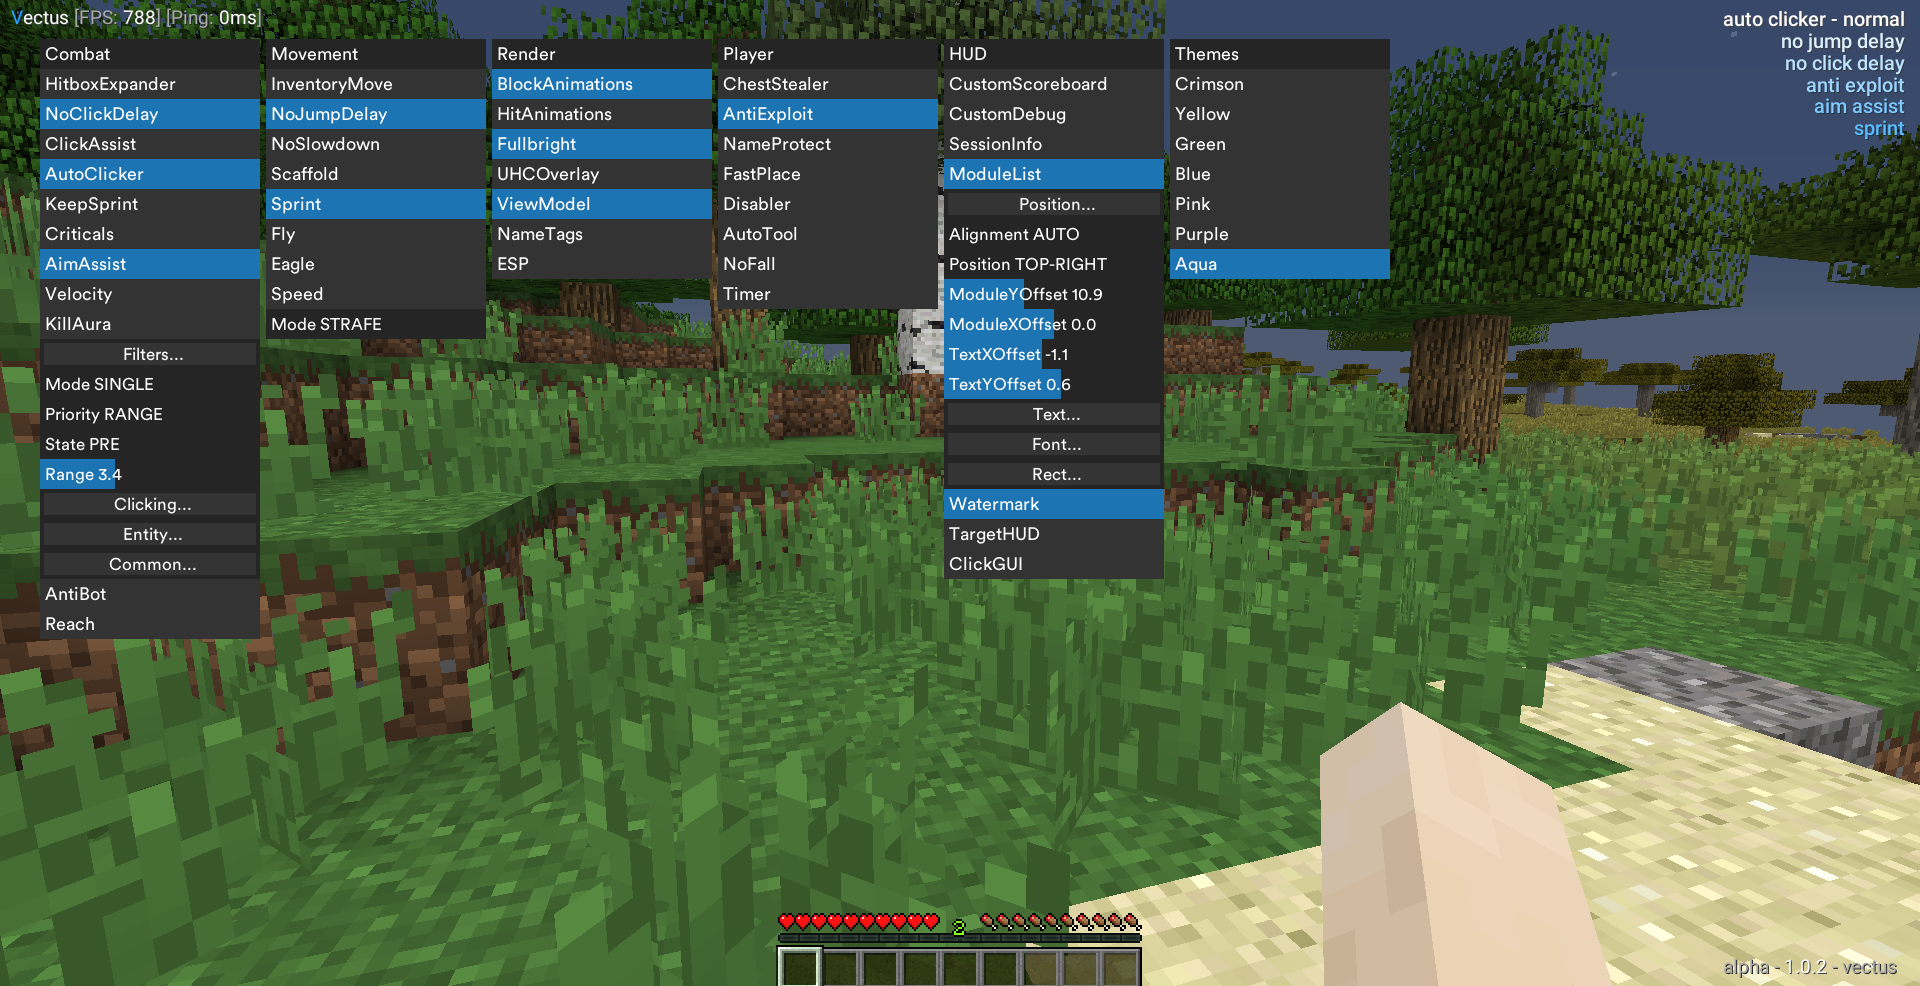 Vectus [FPS: 788] [Ping: 0ms]
Combat
HitboxExpander
NoClickDelay
ClickAssist
AutoClicker
KeepSprint
Criticals
AimAssist
Velocity
KillAura
Filters...
Mode SINGLE
Priority RANGE
State PRE
Range 3.4
Clicking...
Entity...
Common...
AntiBot
Reach
Movement
InventoryMove
NoJumpDelay
NoSlowdown
Scaffold
Sprint
Fly
Eagle
Speed
Mode STRAFE
Render
BlockAnimations
HitAnimations
Fullbright
UHCOverlay
ViewModel
NameTags
ESP
Player
ChestStealer
AntiExploit
NameProtect
FastPlace
Disabler
AutoTool
NoFall
Timer
HUD
CustomScoreboard
CustomDebug
SessionInfo
ModuleList
Position...
Alignment AUTO
Position TOP-RIGHT
ModuleYOffset 10.9
ModuleXOffset 0.0
TextXOffset -1.1
TextYOffset 0.6
Text...
Font...
Rect...
Watermark
TargetHUD
ClickGUI
Themes
Crimson
Yellow
Green
Blue
Pink
Purple
Aqua
auto clicker - normal
no jump delay
no click delay
anti exploit
aim assist
sprint
2
alpha - 1.0.2 - vectus